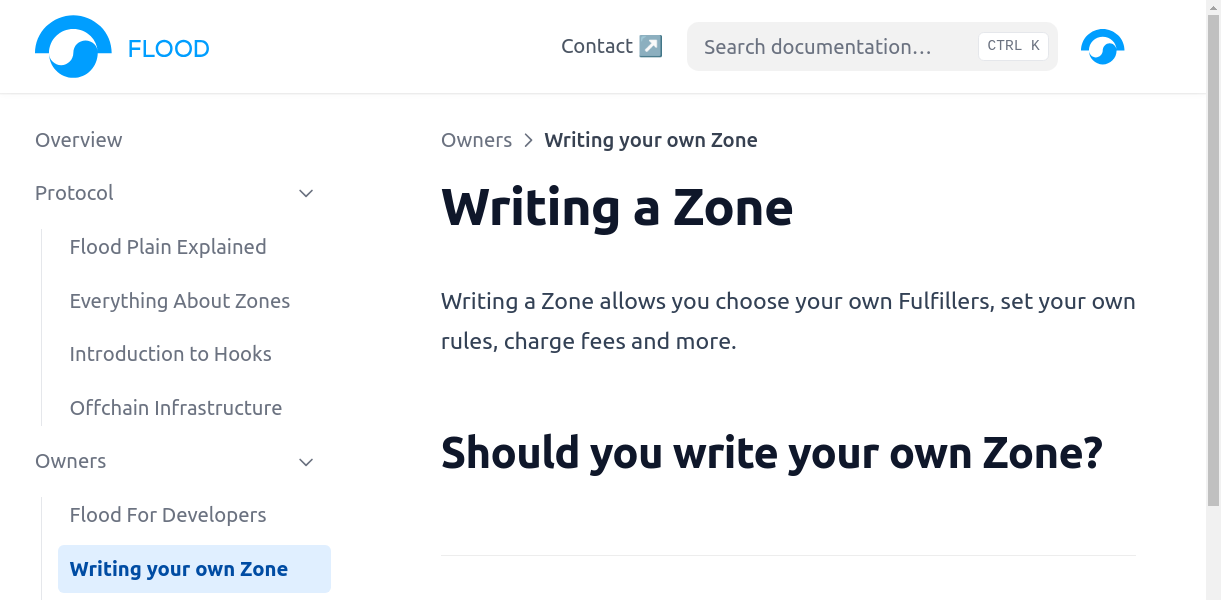 FLOOD
Contact ↗
Search documentation…
CTRL K
Overview
Protocol
Flood Plain Explained
Everything About Zones
Introduction to Hooks
Offchain Infrastructure
Owners
Flood For Developers
Writing your own Zone
Owners > Writing your own Zone
Writing a Zone
Writing a Zone allows you choose your own Fulfillers, set your own
rules, charge fees and more.
Should you write your own Zone?